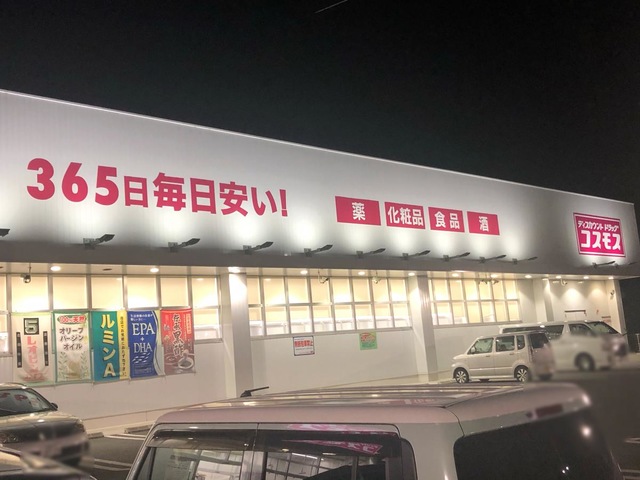 365日毎日安い!
薬 化粧品 食品 酒
ディスカウント ドラッグ
コスモス
オリーブ
バージン
オイル
ルミンA
EPA
+
DHA